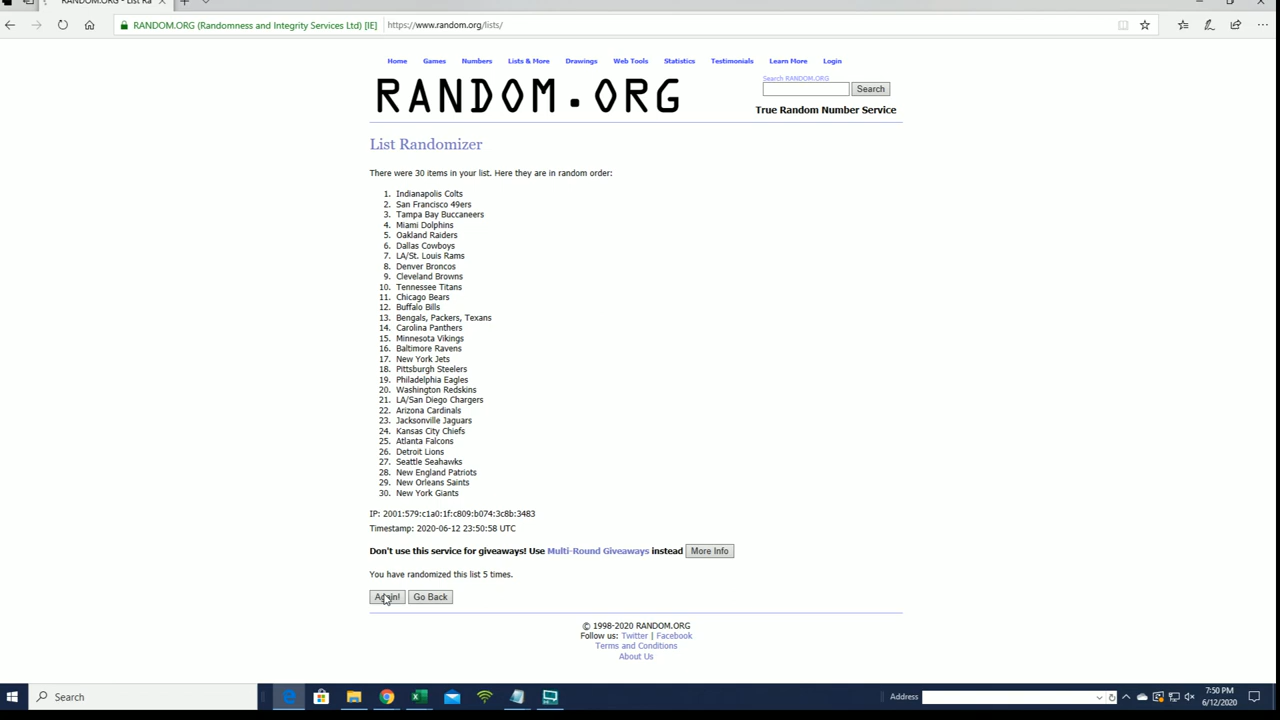 RANDOM.ORG - List Ra
RANDOM.ORG (Randomness and Integrity Services Ltd) [IE]
https://www.random.org/lists/
Home Games Numbers Lists & More Drawings Web Tools Statistics Testimonials Learn More Login
RANDOM.ORG
Search RANDOM.ORG
Search
True Random Number Service
List Randomizer
There were 30 items in your list. Here they are in random order:
1. Indianapolis Colts
2. San Francisco 49ers
3. Tampa Bay Buccaneers
4. Miami Dolphins
5. Oakland Raiders
6. Dallas Cowboys
7. LA/St. Louis Rams
8. Denver Broncos
9. Cleveland Browns
10. Tennessee Titans
11. Chicago Bears
12. Buffalo Bills
13. Bengals, Packers, Texans
14. Carolina Panthers
15. Minnesota Vikings
16. Baltimore Ravens
17. New York Jets
18. Pittsburgh Steelers
19. Philadelphia Eagles
20. Washington Redskins
21. LA/San Diego Chargers
22. Arizona Cardinals
23. Jacksonville Jaguars
24. Kansas City Chiefs
25. Atlanta Falcons
26. Detroit Lions
27. Seattle Seahawks
28. New England Patriots
29. New Orleans Saints
30. New York Giants
IP: 2001:579:c1a0:1f:c809:b074:3c8b:3483
Timestamp: 2020-06-12 23:50:58 UTC
Don't use this service for giveaways! Use Multi-Round Giveaways instead More Info
You have randomized this list 5 times.
Again! Go Back
© 1998-2020 RANDOM.ORG
Follow us: Twitter | Facebook
Terms and Conditions
About Us
Search
Address
7:50 PM
6/12/2020